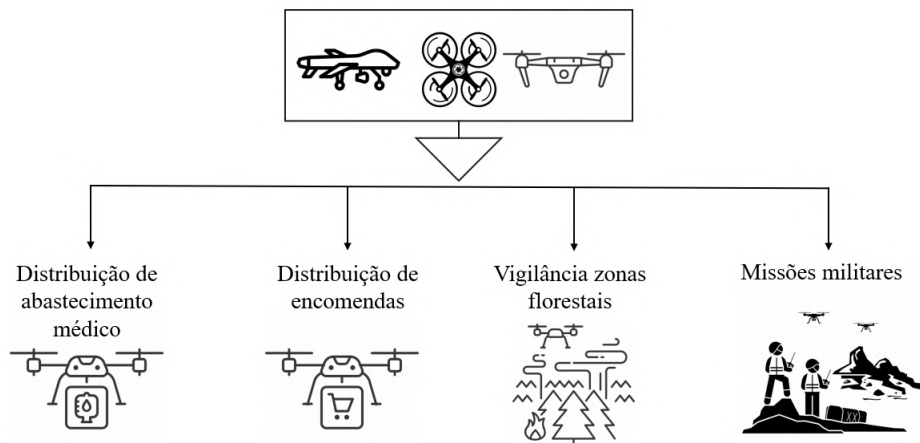 Distribuição de
abastecimento
médico
Distribuição de
encomendas
Vigilância zonas
florestais
Missões militares